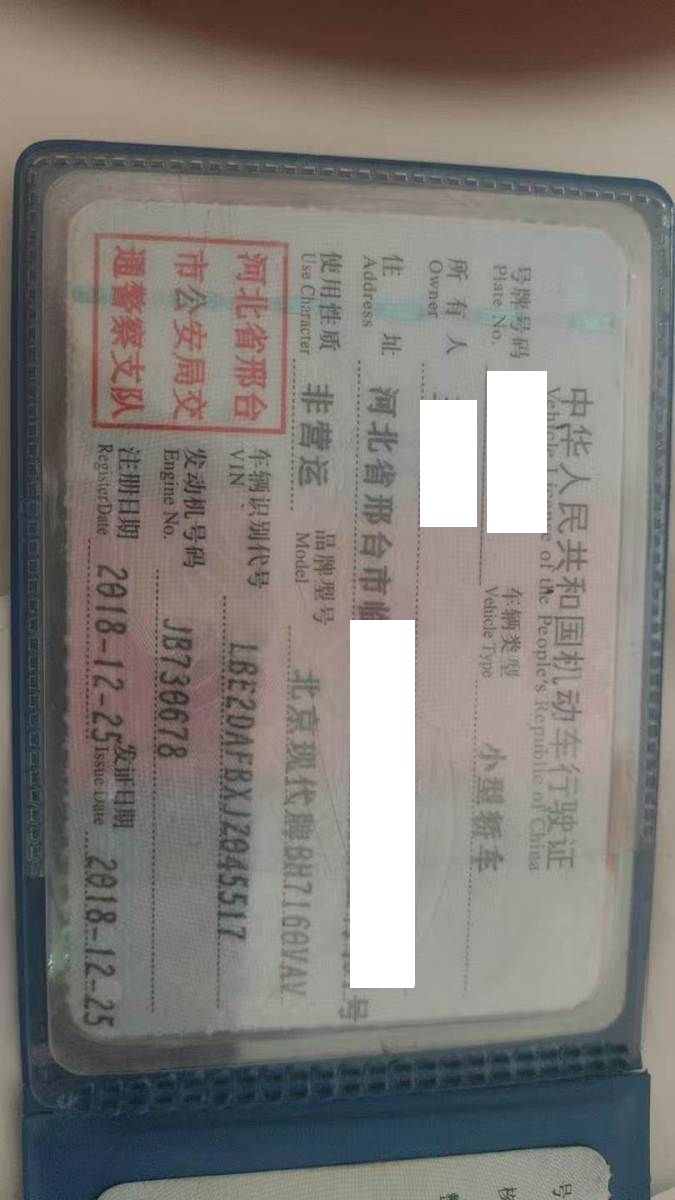 中华人民共和国机动车行驶证
Vehicle License of the People's Republic of China
号牌号码
Plate No.
车辆类型 小型轿车
Vehicle Type
所有人
Owner
住址 河北省邢台市临 号
Address
使用性质 非营运
Use Character
品牌型号 北京现代牌BH7160VAV
Model
河北省邢台
市公安局交
通警察支队
车辆识别代号 LBE2DAFBXJZ045517
VIN
发动机号码 JB730678
Engine No.
注册日期 2018-12-25
Register Date
发证日期 2018-12-25
Issue Date
号